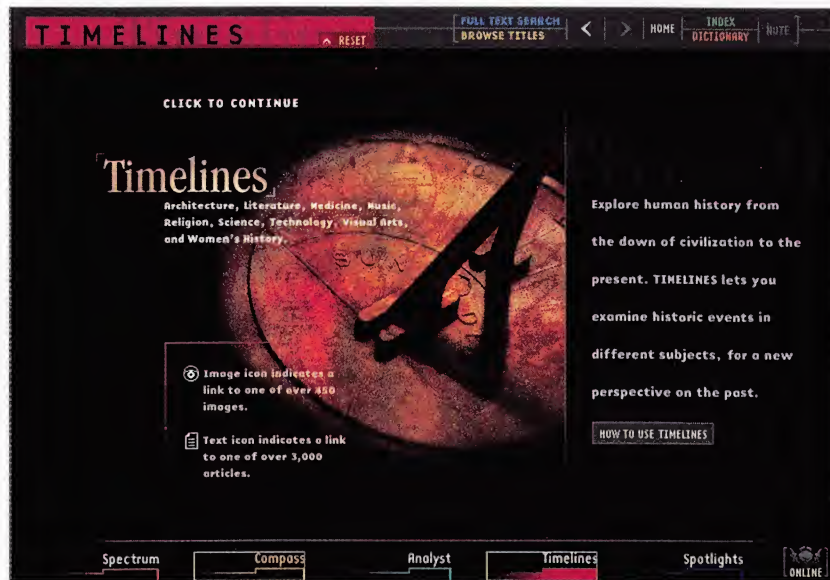 TIMELINES
RESET
FULL TEXT SEARCH
BROWSE TITLES
HOME
INDEX
DICTIONARY
NOTE
CLICK TO CONTINUE
Timelines
Architecture, Literature, Medicine, Music,
Religion, Science, Technology, Visual Arts,
and Women's History.
Image icon indicates a
link to one of over 850
images.
Text icon indicates a link
to one of over 3,000
articles.
Explore human history from
the down of civilization to the
present. TIMELINES lets you
examine historic events in
different subjects, for a new
perspective on the past.
HOW TO USE TIMELINES
Spectrum
Compass
Analyst
Timelines
Spotlights
ONLINE